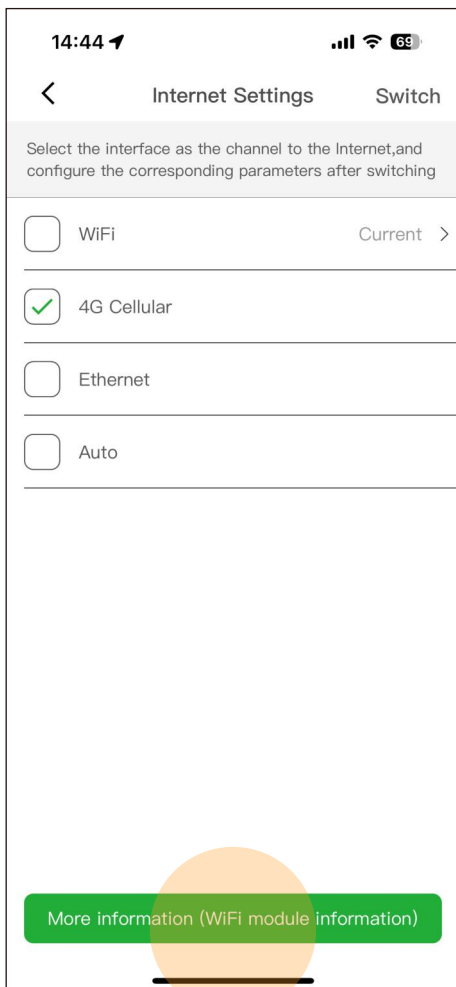 14:44
69
Internet Settings
Switch
Select the interface as the channel to the Internet,and
configure the corresponding parameters after switching
WiFi
Current
4G Cellular
Ethernet
Auto
More information (WiFi module information)